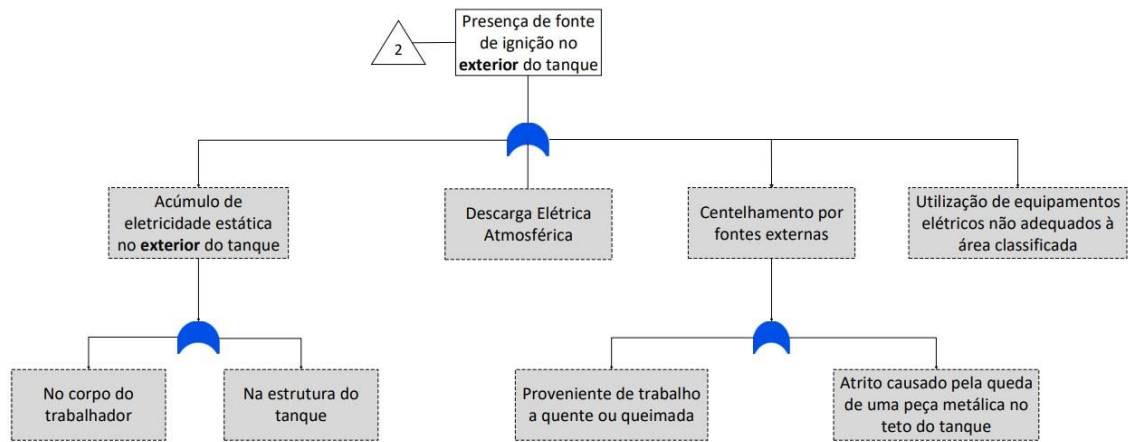 Presença de fonte
de ignição no
exterior do tanque
2
Acúmulo de
eletricidade estática
no exterior do tanque
Descarga Elétrica
Atmosférica
Centelhamento por
fontes externas
Utilização de equipamentos
elétricos não adequados à
área classificada
No corpo do
trabalhador
Na estrutura do
tanque
Proveniente de trabalho
a quente ou queimada
Atrito causado pela queda
de uma peça metálica no
teto do tanque